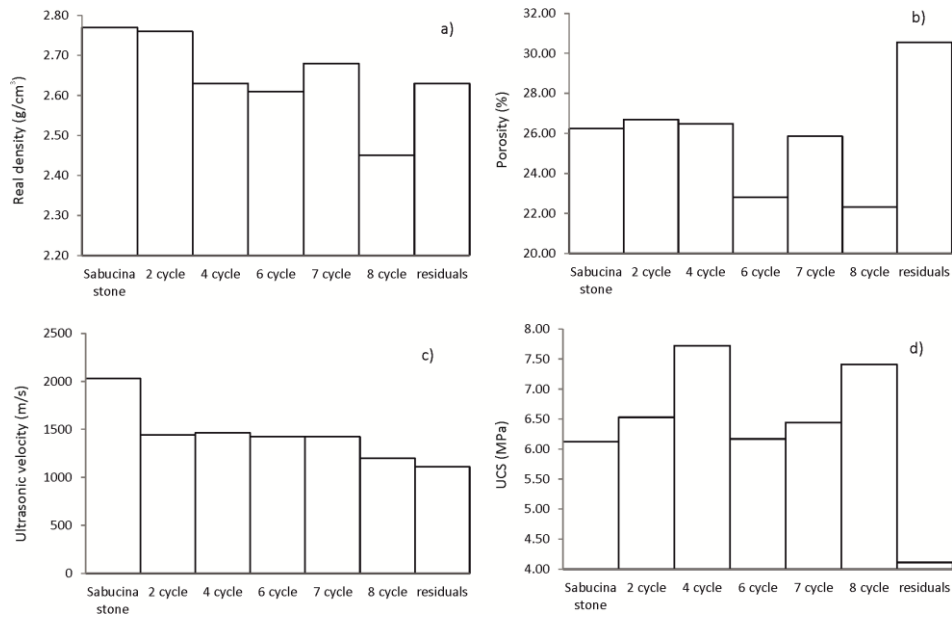 a)
Real density (g/cm³)
2.80
2.70
2.60
2.50
2.40
2.30
2.20
Sabucina stone 2 cycle 4 cycle 6 cycle 7 cycle 8 cycle residuals
b)
Porosity (%)
32.00
30.00
28.00
26.00
24.00
22.00
20.00
Sabucina stone 2 cycle 4 cycle 6 cycle 7 cycle 8 cycle residuals
c)
Ultrasonic velocity (m/s)
2500
2000
1500
1000
500
0
Sabucina stone 2 cycle 4 cycle 6 cycle 7 cycle 8 cycle residuals
d)
UCS (MPa)
8.00
7.50
7.00
6.50
6.00
5.50
5.00
4.50
4.00
Sabucina stone 2 cycle 4 cycle 6 cycle 7 cycle 8 cycle residuals